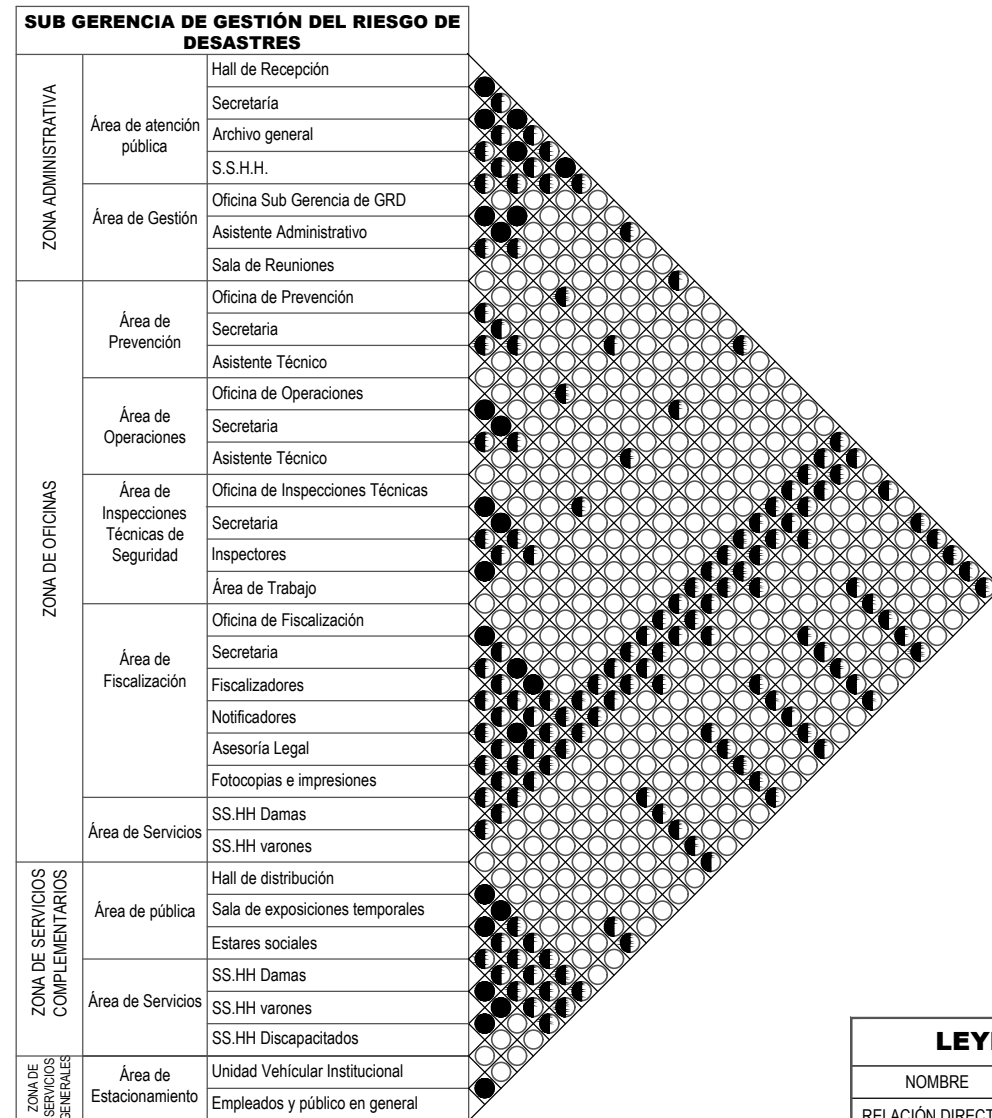 SUB GERENCIA DE GESTIÓN DEL RIESGO DE
DESASTRES
ZONA ADMINISTRATIVA
Área de atención
pública
Hall de Recepción
Secretaría
Archivo general
S.S.H.H.
Área de Gestión
Oficina Sub Gerencia de GRD
Asistente Administrativo
Sala de Reuniones
ZONA DE OFICINAS
Área de
Prevención
Oficina de Prevención
Secretaria
Asistente Técnico
Área de
Operaciones
Oficina de Operaciones
Secretaria
Asistente Técnico
Área de
Inspecciones
Técnicas de
Seguridad
Oficina de Inspecciones Técnicas
Secretaria
Inspectores
Área de Trabajo
Área de
Fiscalización
Oficina de Fiscalización
Secretaria
Fiscalizadores
Notificadores
Asesoría Legal
Fotocopias e impresiones
Área de Servicios
SS.HH Damas
SS.HH varones
ZONA DE SERVICIOS
COMPLEMENTARIOS
Área de pública
Hall de distribución
Sala de exposiciones temporales
Estares sociales
Área de Servicios
SS.HH Damas
SS.HH varones
SS.HH Discapacitados
ZONA DE
SERVICIOS
GENERALES
Área de
Estacionamiento
Unidad Vehícular Institucional
Empleados y público en general
NOMBRE
RELACIÓN